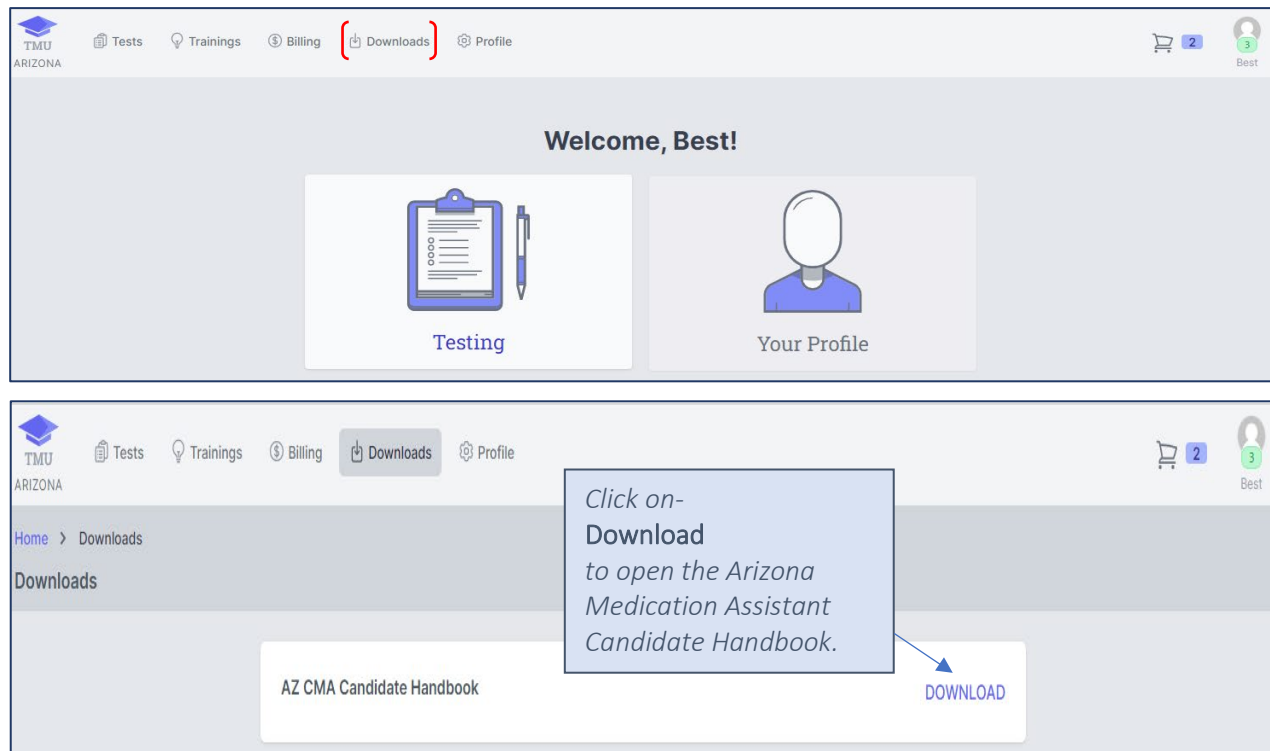 TMU
ARIZONA
Tests
Trainings
Billing
Downloads
Profile
2
3
Best
Welcome, Best!
Testing
Your Profile
TMU
ARIZONA
Tests
Trainings
Billing
Downloads
Profile
2
3
Best
Home > Downloads
Downloads
Click on-
Download
to open the Arizona
Medication Assistant
Candidate Handbook.
AZ CMA Candidate Handbook
DOWNLOAD